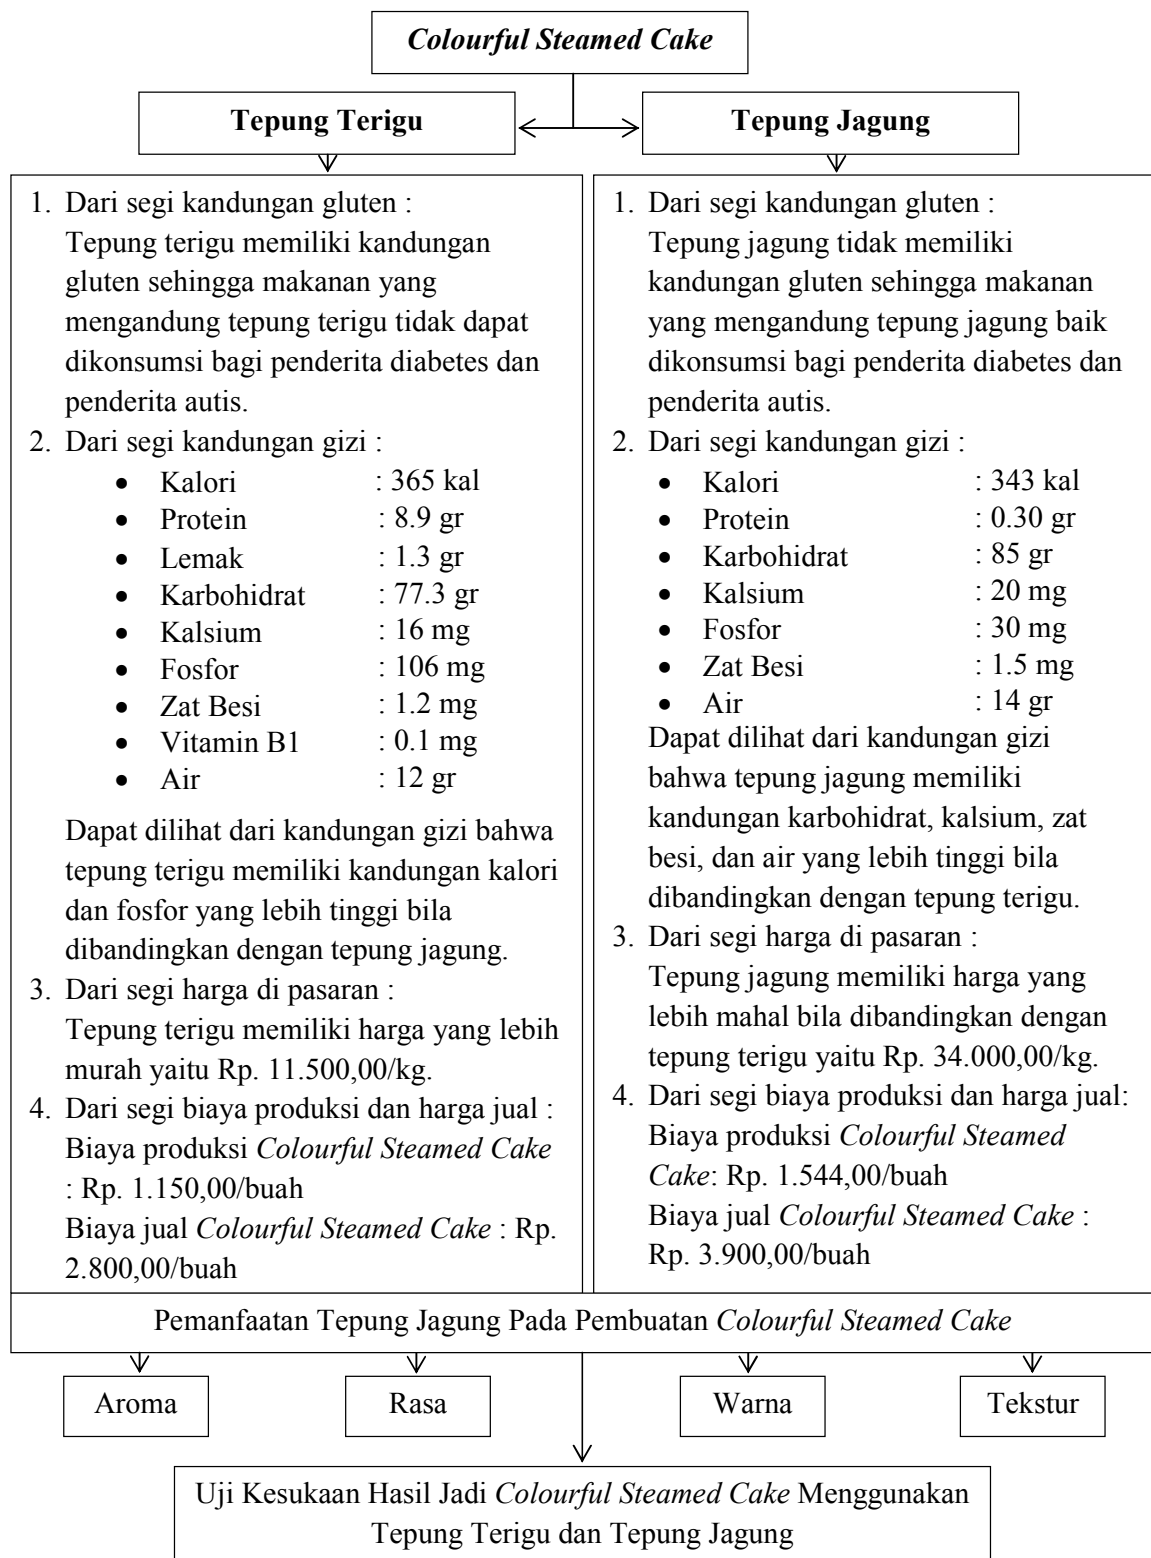 Colourful Steamed Cake
Tepung Terigu
Tepung Jagung
1. Dari segi kandungan gluten :
Tepung terigu memiliki kandungan
gluten sehingga makanan yang
mengandung tepung terigu tidak dapat
dikonsumsi bagi penderita diabetes dan
penderita autis.
2. Dari segi kandungan gizi :
• Kalori : 365 kal
• Protein : 8.9 gr
• Lemak : 1.3 gr
• Karbohidrat : 77.3 gr
• Kalsium : 16 mg
• Fosfor : 106 mg
• Zat Besi : 1.2 mg
• Vitamin B1 : 0.1 mg
• Air : 12 gr
Dapat dilihat dari kandungan gizi bahwa
tepung terigu memiliki kandungan kalori
dan fosfor yang lebih tinggi bila
dibandingkan dengan tepung jagung.
3. Dari segi harga di pasaran :
Tepung terigu memiliki harga yang lebih
murah yaitu Rp. 11.500,00/kg.
4. Dari segi biaya produksi dan harga jual :
Biaya produksi Colourful Steamed Cake
: Rp. 1.150,00/buah
Biaya jual Colourful Steamed Cake : Rp.
2.800,00/buah
1. Dari segi kandungan gluten :
Tepung jagung tidak memiliki
kandungan gluten sehingga makanan
yang mengandung tepung jagung baik
dikonsumsi bagi penderita diabetes dan
penderita autis.
2. Dari segi kandungan gizi :
• Kalori : 343 kal
• Protein : 0.30 gr
• Karbohidrat : 85 gr
• Kalsium : 20 mg
• Fosfor : 30 mg
• Zat Besi : 1.5 mg
• Air : 14 gr
Dapat dilihat dari kandungan gizi
bahwa tepung jagung memiliki
kandungan karbohidrat, kalsium, zat
besi, dan air yang lebih tinggi bila
dibandingkan dengan tepung terigu.
3. Dari segi harga di pasaran :
Tepung jagung memiliki harga yang
lebih mahal bila dibandingkan dengan
tepung terigu yaitu Rp. 34.000,00/kg.
4. Dari segi biaya produksi dan harga jual:
Biaya produksi Colourful Steamed
Cake: Rp. 1.544,00/buah
Biaya jual Colourful Steamed Cake :
Rp. 3.900,00/buah
Pemanfaatan Tepung Jagung Pada Pembuatan Colourful Steamed Cake
Aroma
Rasa
Warna
Tekstur
Uji Kesukaan Hasil Jadi Colourful Steamed Cake Menggunakan
Tepung Terigu dan Tepung Jagung